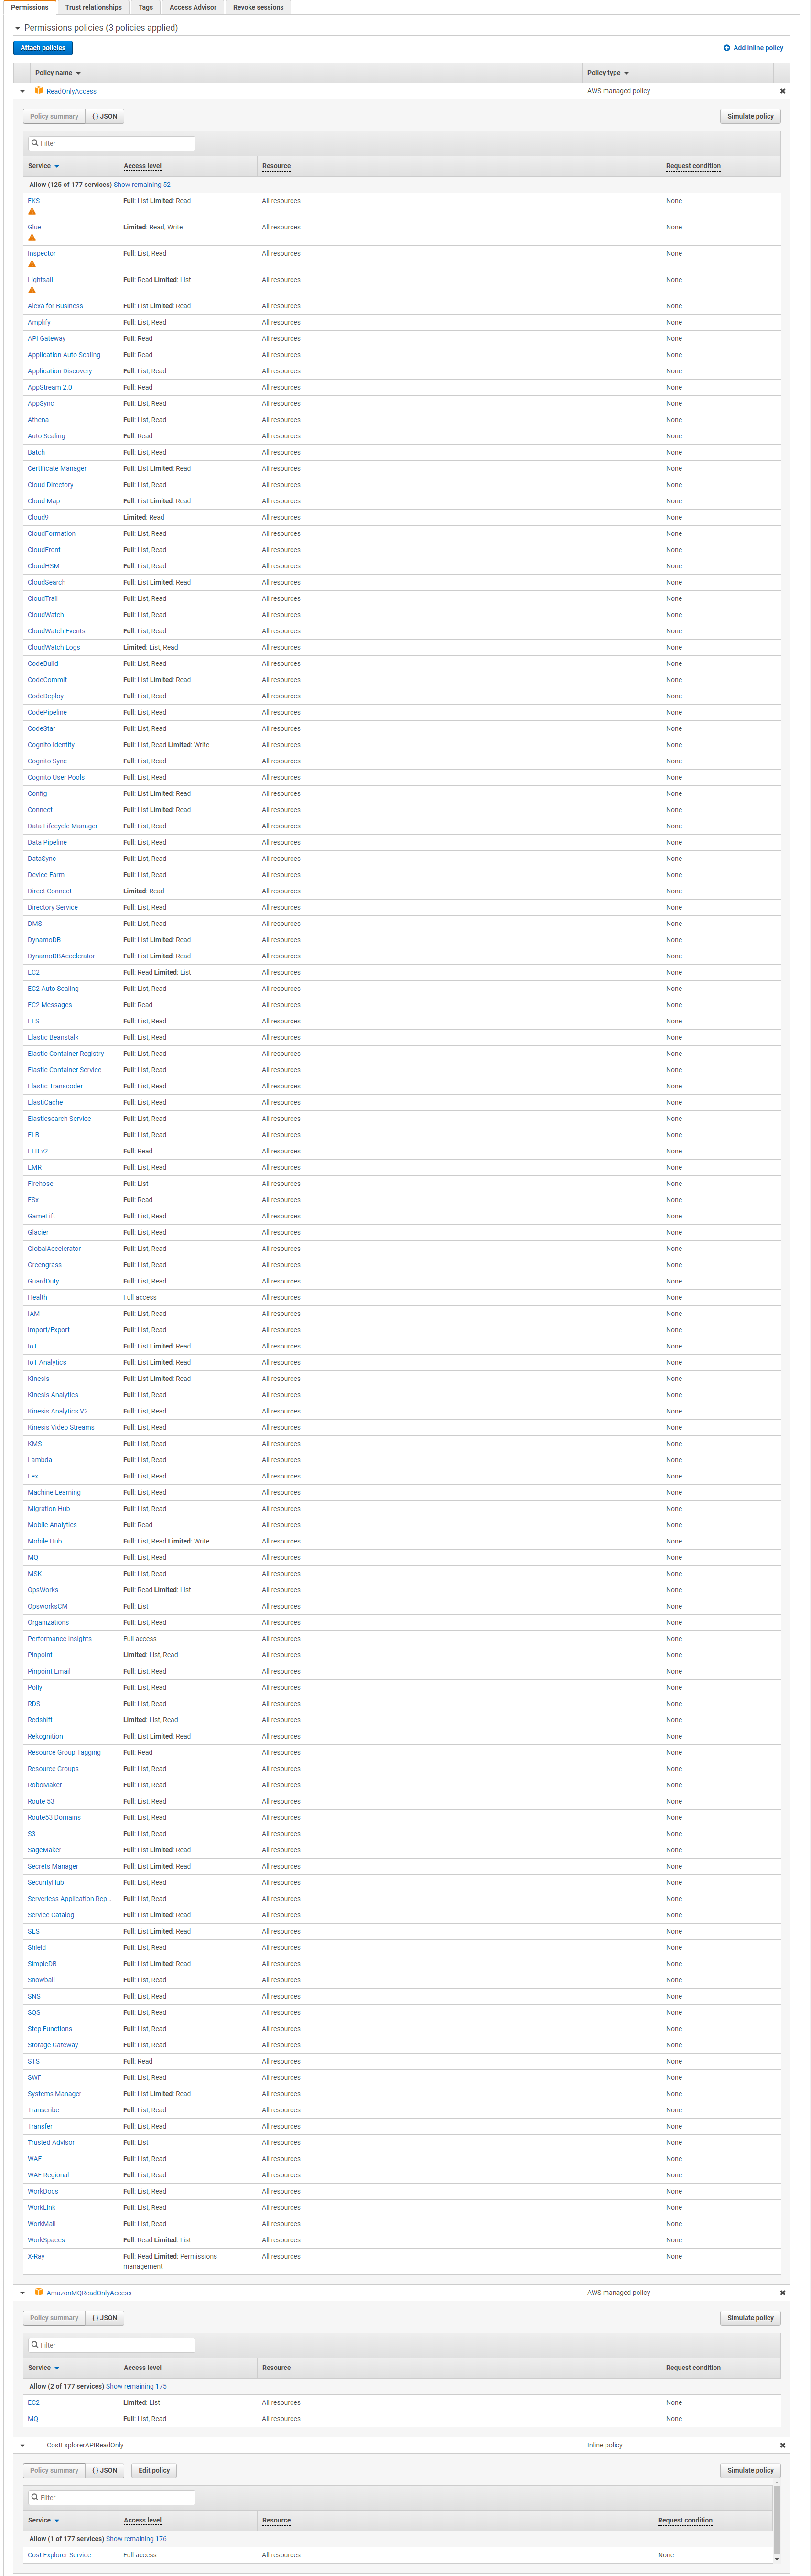 Permissions Trust relationships Tags Access Advisor Revoke sessions
Permissions policies (3 policies applied)
Attach policies Add inline policy
Policy name Policy type
ReadOnlyAccess AWS managed policy
Policy summary { } JSON Simulate policy
Filter
Service Access level Resource Request condition
Allow (125 of 177 services) Show remaining 52
EKS Full: List Limited: Read All resources None
Glue Limited: Read, Write All resources None
Inspector Full: List, Read All resources None
Lightsail Full: Read Limited: List All resources None
Alexa for Business Full: List Limited: Read All resources None
Amplify Full: List, Read All resources None
API Gateway Full: Read All resources None
Application Auto Scaling Full: Read All resources None
Application Discovery Full: List, Read All resources None
AppStream 2.0 Full: Read All resources None
AppSync Full: List, Read All resources None
Athena Full: List, Read All resources None
Auto Scaling Full: Read All resources None
Batch Full: List, Read All resources None
Certificate Manager Full: List Limited: Read All resources None
Cloud Directory Full: List, Read All resources None
Cloud Map Full: List Limited: Read All resources None
Cloud9 Limited: Read All resources None
CloudFormation Full: List, Read All resources None
CloudFront Full: List, Read All resources None
CloudHSM Full: List, Read All resources None
CloudSearch Full: List Limited: Read All resources None
CloudTrail Full: List, Read All resources None
CloudWatch Full: List, Read All resources None
CloudWatch Events Full: List, Read All resources None
CloudWatch Logs Limited: List, Read All resources None
CodeBuild Full: List, Read All resources None
CodeCommit Full: List Limited: Read All resources None
CodeDeploy Full: List, Read All resources None
CodePipeline Full: List, Read All resources None
CodeStar Full: List, Read All resources None
Cognito Identity Full: List, Read Limited: Write All resources None
Cognito Sync Full: List, Read All resources None
Cognito User Pools Full: List, Read All resources None
Config Full: List Limited: Read All resources None
Connect Full: List Limited: Read All resources None
Data Lifecycle Manager Full: List, Read All resources None
Data Pipeline Full: List, Read All resources None
DataSync Full: List, Read All resources None
Device Farm Full: List, Read All resources None
Direct Connect Limited: Read All resources None
Directory Service Full: List, Read All resources None
DMS Full: List, Read All resources None
DynamoDB Full: List Limited: Read All resources None
DynamoDBAccelerator Full: List Limited: Read All resources None
EC2 Full: Read Limited: List All resources None
EC2 Auto Scaling Full: List, Read All resources None
EC2 Messages Full: Read All resources None
EFS Full: List, Read All resources None
Elastic Beanstalk Full: List, Read All resources None
Elastic Container Registry Full: List, Read All resources None
Elastic Container Service Full: List, Read All resources None
Elastic Transcoder Full: List, Read All resources None
ElastiCache Full: List, Read All resources None
Elasticsearch Service Full: List, Read All resources None
ELB Full: List, Read All resources None
ELB v2 Full: Read All resources None
EMR Full: List, Read All resources None
Firehose Full: List All resources None
FSx Full: Read All resources None
GameLift Full: List, Read All resources None
Glacier Full: List, Read All resources None
GlobalAccelerator Full: List, Read All resources None
Greengrass Full: List, Read All resources None
GuardDuty Full: List, Read All resources None
Health Full access All resources None
IAM Full: List, Read All resources None
Import/Export Full: List, Read All resources None
IoT Full: List Limited: Read All resources None
IoT Analytics Full: List Limited: Read All resources None
Kinesis Full: List Limited: Read All resources None
Kinesis Analytics Full: List, Read All resources None
Kinesis Analytics V2 Full: List, Read All resources None
Kinesis Video Streams Full: List, Read All resources None
KMS Full: List, Read All resources None
Lambda Full: List, Read All resources None
Lex Full: List, Read All resources None
Machine Learning Full: List, Read All resources None
Migration Hub Full: List, Read All resources None
Mobile Analytics Full: Read All resources None
Mobile Hub Full: List, Read Limited: Write All resources None
MQ Full: List, Read All resources None
MSK Full: List, Read All resources None
OpsWorks Full: Read Limited: List All resources None
OpsworksCM Full: List All resources None
Organizations Full: List, Read All resources None
Performance Insights Full access All resources None
Pinpoint Limited: List, Read All resources None
Pinpoint Email Full: List, Read All resources None
Polly Full: List, Read All resources None
RDS Full: List, Read All resources None
Redshift Limited: List, Read All resources None
Rekognition Full: List Limited: Read All resources None
Resource Group Tagging Full: Read All resources None
Resource Groups Full: List, Read All resources None
RoboMaker Full: List, Read All resources None
Route 53 Full: List, Read All resources None
Route53 Domains Full: List, Read All resources None
S3 Full: List, Read All resources None
SageMaker Full: List Limited: Read All resources None
Secrets Manager Full: List Limited: Read All resources None
SecurityHub Full: List, Read All resources None
Serverless Application Rep... Full: List, Read All resources None
Service Catalog Full: List Limited: Read All resources None
SES Full: List Limited: Read All resources None
Shield Full: List, Read All resources None
SimpleDB Full: List Limited: Read All resources None
Snowball Full: List, Read All resources None
SNS Full: List, Read All resources None
SQS Full: List, Read All resources None
Step Functions Full: List, Read All resources None
Storage Gateway Full: List, Read All resources None
STS Full: Read All resources None
SWF Full: List, Read All resources None
Systems Manager Full: List Limited: Read All resources None
Transcribe Full: List, Read All resources None
Transfer Full: List, Read All resources None
Trusted Advisor Full: List All resources None
WAF Full: List, Read All resources None
WAF Regional Full: List, Read All resources None
WorkDocs Full: List, Read All resources None
WorkLink Full: List, Read All resources None
WorkMail Full: List, Read All resources None
WorkSpaces Full: Read Limited: List All resources None
X-Ray Full: Read Limited: Permissions All resources None
management
AmazonMQReadOnlyAccess AWS managed policy
Policy summary { } JSON Simulate policy
Filter
Service Access level Resource Request condition
Allow (2 of 177 services) Show remaining 175
EC2 Limited: List All resources None
MQ Full: List, Read All resources None
CostExplorerAPIReadOnly Inline policy
Policy summary { } JSON Edit policy Simulate policy
Filter
Service Access level Resource Request condition
Allow (1 of 177 services) Show remaining 176
Cost Explorer Service Full access All resources None